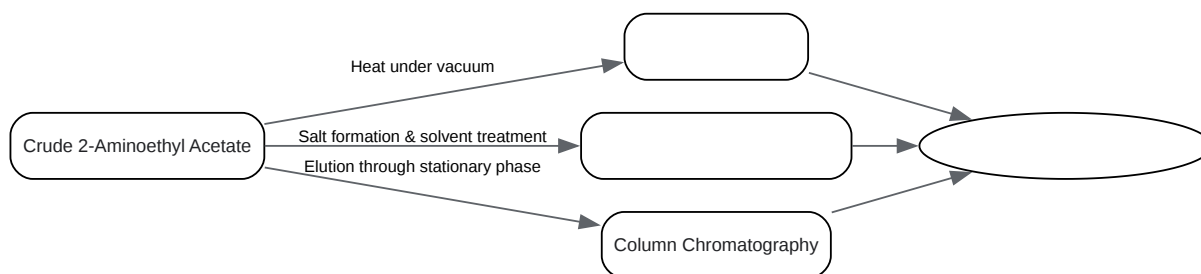 Heat under vacuum
Crude 2-Aminoethyl Acetate
Salt formation & solvent treatment
Elution through stationary phase
Column Chromatography